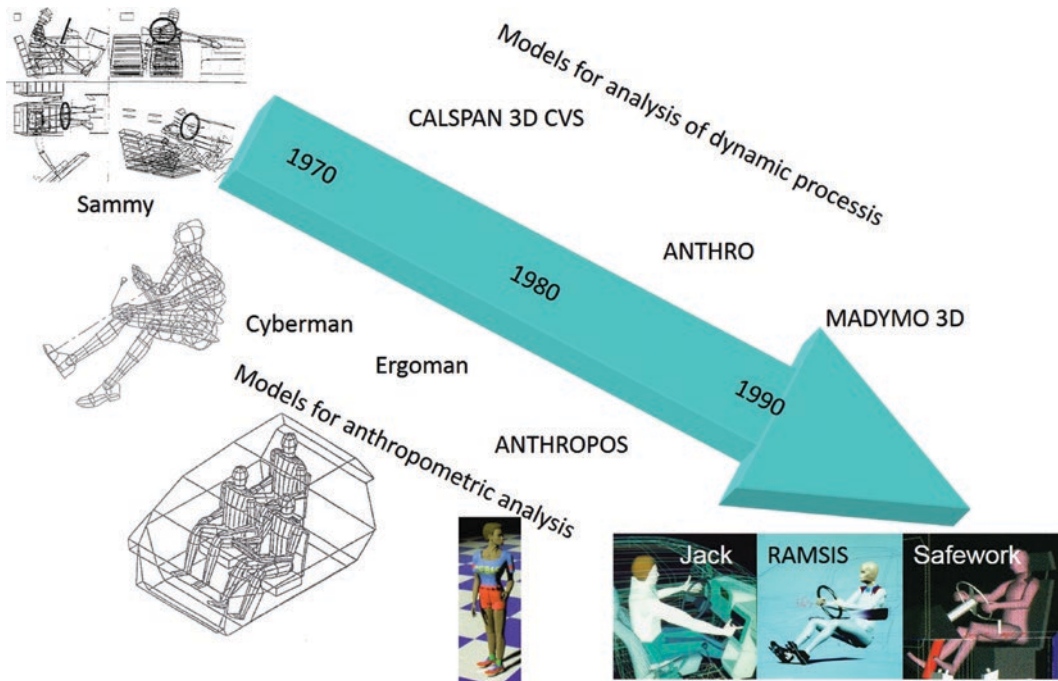 Models for analysis of dynamic processis
CALSPAN 3D CVS
1970
Sammy
ANTHRO
1980
Cyberman
MADYMO 3D
Ergoman
1990
Models for anthropometric analysis
ANTHROPOS
Jack
RAMSIS
Safework